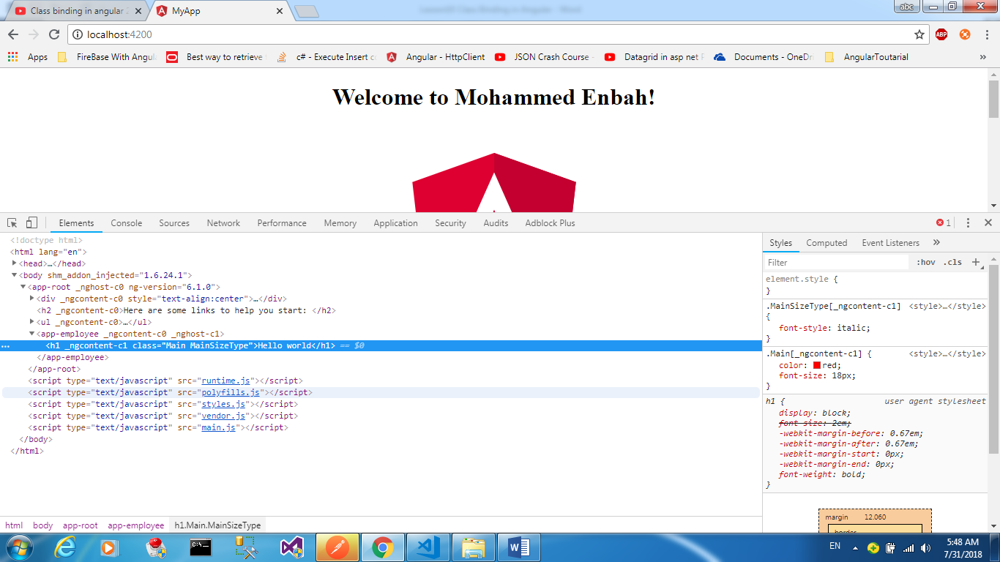 Class binding in angular 2
MyApp
Lesson08 Class Binding in Angular - Word
abc
localhost:4200
ABP
Apps
FireBase With Angul
Best way to retrieve
c# - Execute Insert c
Angular - HttpClient
JSON Crash Course -
Datagrid in asp net
Documents - OneDri
AngularToutarial
»
Welcome to Mohammed Enbah!
Elements Console Sources Network Performance Memory Application Security Audits Adblock Plus
1
<!doctype html>
<html lang="en">
<head>…</head>
<body shm_addon_injected="1.6.24.1">
<app-root _nghost-c0 ng-version="6.1.0">
<div _ngcontent-c0 style="text-align:center">…</div>
<h2 _ngcontent-c0>Here are some links to help you start: </h2>
<ul _ngcontent-c0>…</ul>
<app-employee _ngcontent-c0 _nghost-c1>
… <h1 _ngcontent-c1 class="Main MainSizeType">Hello world</h1> == $0
</app-employee>
</app-root>
<script type="text/javascript" src="runtime.js"></script>
<script type="text/javascript" src="polyfills.js"></script>
<script type="text/javascript" src="styles.js"></script>
<script type="text/javascript" src="vendor.js"></script>
<script type="text/javascript" src="main.js"></script>
</body>
</html>
html body app-root app-employee h1.Main.MainSizeType
Styles Computed Event Listeners »
Filter :hov .cls +
element.style {
}
.MainSizeType[_ngcontent-c1] <style>…</style>
{
font-style: italic;
}
.Main[_ngcontent-c1] { <style>…</style>
color: red;
font-size: 18px;
}
h1 { user agent stylesheet
display: block;
font-size: 2em;
-webkit-margin-before: 0.67em;
-webkit-margin-after: 0.67em;
-webkit-margin-start: 0px;
-webkit-margin-end: 0px;
font-weight: bold;
}
margin 12.060
border
C:\
EN
5:48 AM
7/31/2018